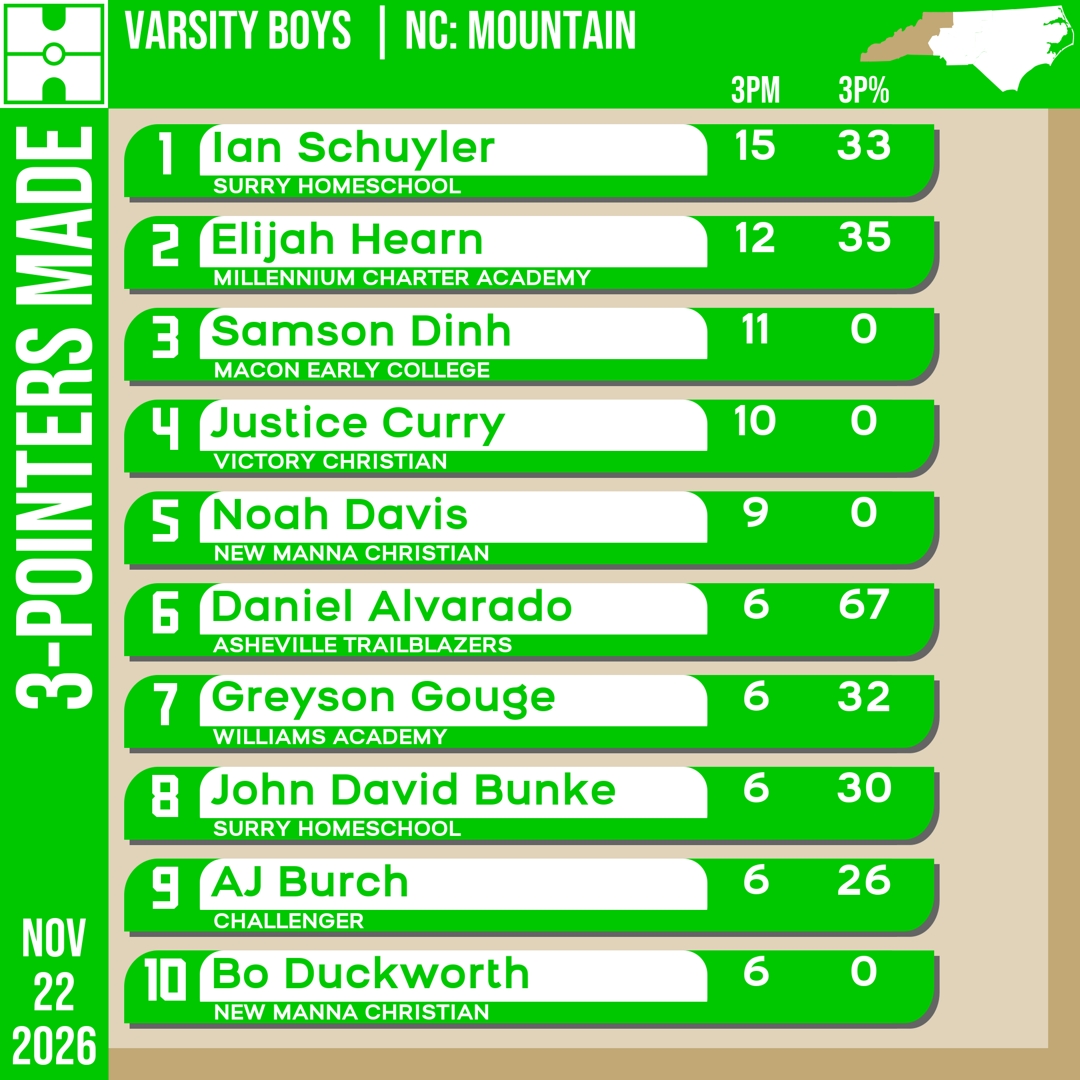 VARSITY BOYS | NC: MOUNTAIN
3PM 3P%
3-POINTERS MADE
1 Ian Schuyler 15 33
SURRY HOMESCHOOL
2 Elijah Hearn 12 35
MILLENNIUM CHARTER ACADEMY
3 Samson Dinh 11 0
MACON EARLY COLLEGE
4 Justice Curry 10 0
VICTORY CHRISTIAN
5 Noah Davis 9 0
NEW MANNA CHRISTIAN
6 Daniel Alvarado 6 67
ASHEVILLE TRAILBLAZERS
7 Greyson Gouge 6 32
WILLIAMS ACADEMY
8 John David Bunke 6 30
SURRY HOMESCHOOL
9 AJ Burch 6 26
CHALLENGER
10 Bo Duckworth 6 0
NEW MANNA CHRISTIAN
NOV
22
2026